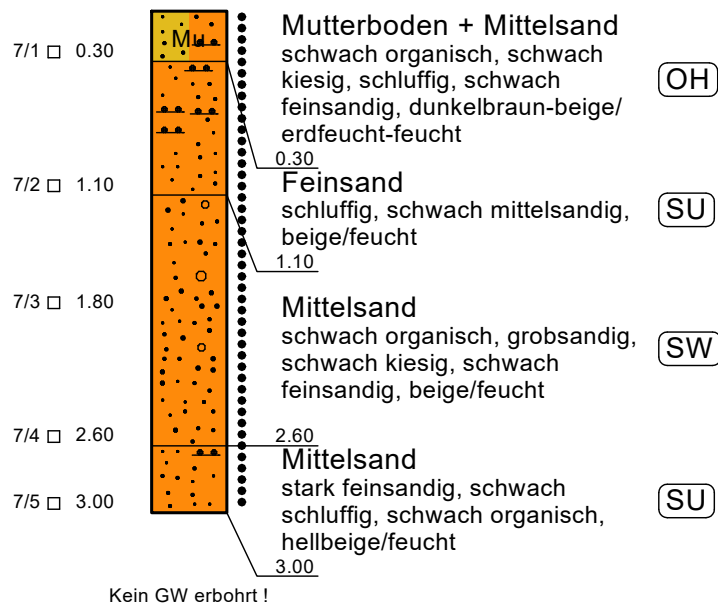 Mutterboden + Mittelsand
Mu
7/1 0.30
schwach organisch, schwach
kiesig, schluffig, schwach
OH
feinsandig, dunkelbraun-beige/
erdfeucht-feucht
0.30
7/2 1.10
Feinsand
schluffig, schwach mittelsandig,
SU
beige/feucht
1.10
7/3 1.80
Mittelsand
schwach organisch, grobsandig,
SW
schwach kiesig, schwach
feinsandig, beige/feucht
7/4 2.60
2.60
Mittelsand
stark feinsandig, schwach
7/5 3.00
SU
schluffig, schwach organisch,
hellbeige/feucht
3.00
Kein GW erbohrt !